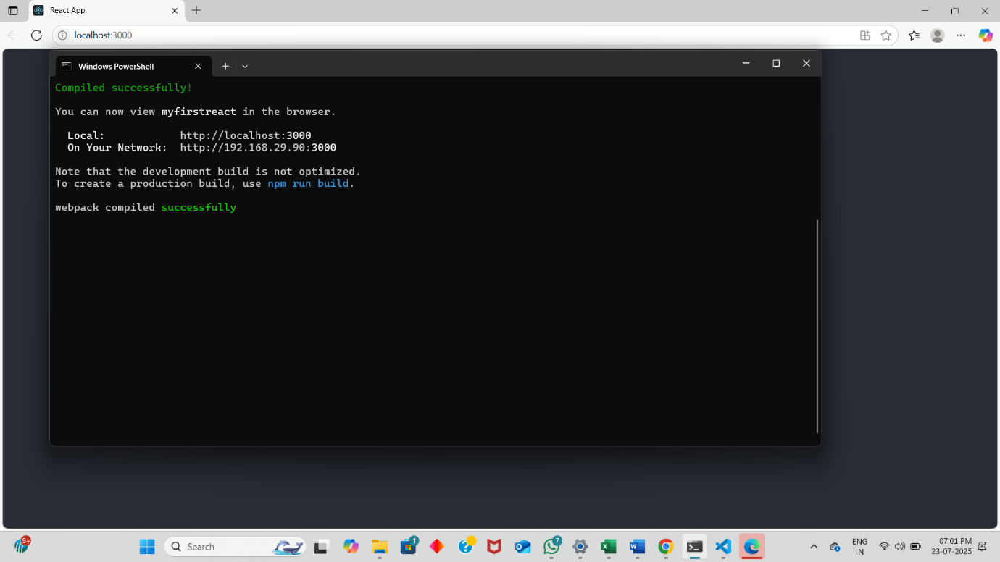 React App
localhost:3000
Windows PowerShell
Compiled successfully!
You can now view myfirstreact in the browser.
Local: http://localhost:3000
On Your Network: http://192.168.29.90:3000
Note that the development build is not optimized.
To create a production build, use npm run build.
webpack compiled successfully
9+
Search
1
7
ENG
IN
07:01 PM
23-07-2025